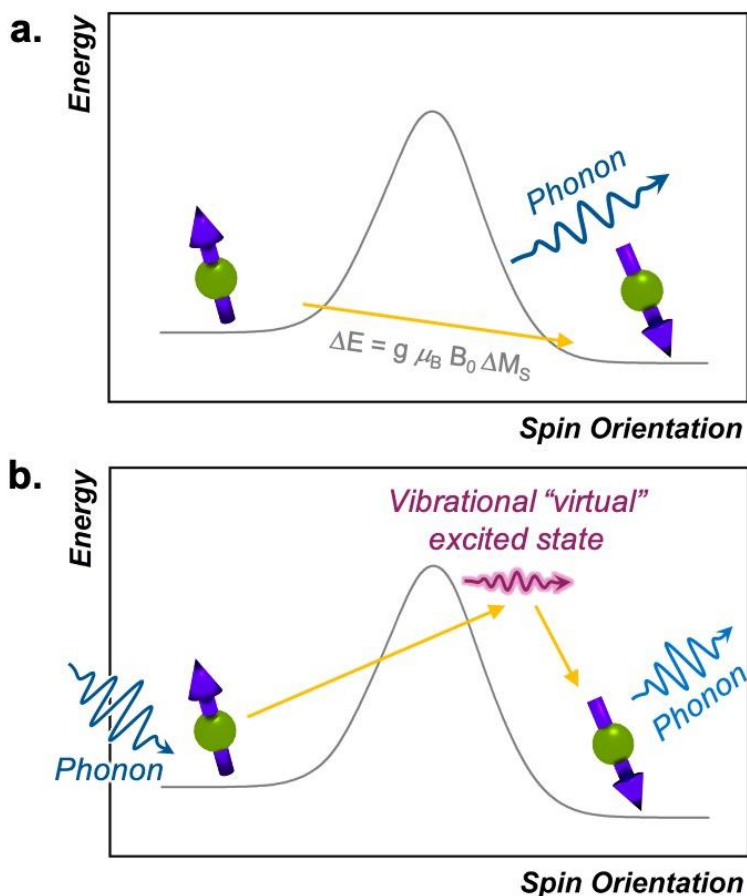 a.
Energy
Phonon
ΔE = g μB B0 ΔMS
Spin Orientation
b.
Energy
Vibrational “virtual”
excited state
Phonon
Phonon
Spin Orientation